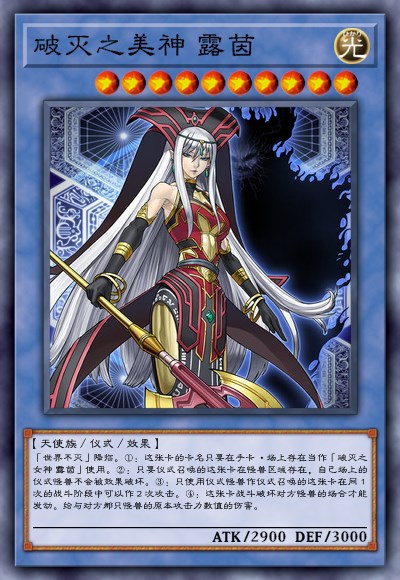 破灭之美神 露茵
光
【天使族/仪式/效果】
「世界不灭」降临。①:这张卡的卡名只要在手卡·场上存在当作「破灭之
女神 露茵」使用。②:只要仪式召唤的这张卡在怪兽区域存在,自己场上的
仪式怪兽不会被效果破坏。③:只使用仪式怪兽作仪式召唤的这张卡在同1
次的战斗阶段中可以作2次攻击。④:这张卡战斗破坏对方怪兽的场合才能
发动。给与对方那只怪兽的原本攻击力数值的伤害。
ATK/2900 DEF/3000